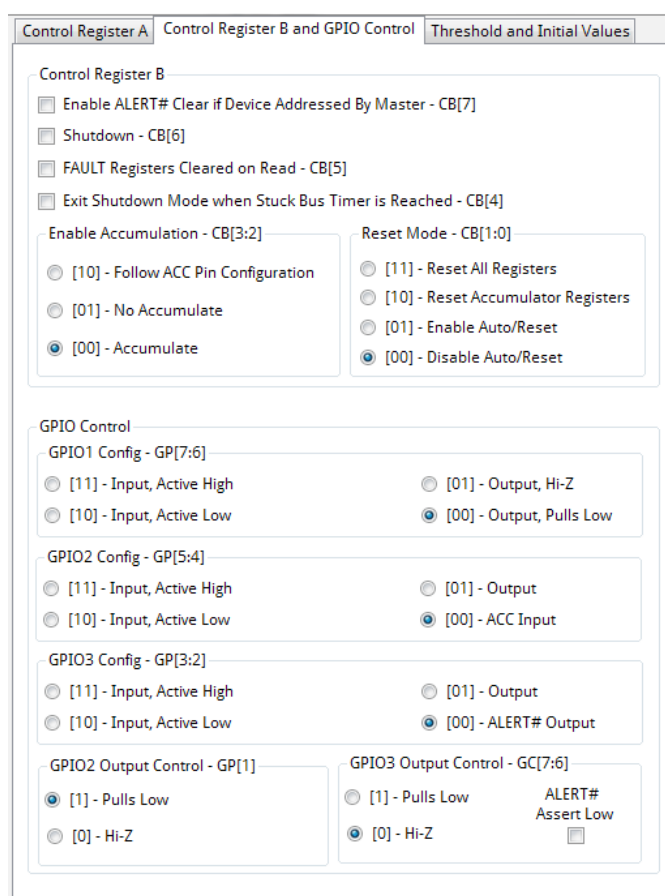 Control Register A
Control Register B and GPIO Control
Threshold and Initial Values
Control Register B
Enable ALERT# Clear if Device Addressed By Master - CB[7]
Shutdown - CB[6]
FAULT Registers Cleared on Read - CB[5]
Exit Shutdown Mode when Stuck Bus Timer is Reached - CB[4]
Enable Accumulation - CB[3:2]
[10] - Follow ACC Pin Configuration
[01] - No Accumulate
[00] - Accumulate
Reset Mode - CB[1:0]
[11] - Reset All Registers
[10] - Reset Accumulator Registers
[01] - Enable Auto/Reset
[00] - Disable Auto/Reset
GPIO Control
GPIO1 Config - GP[7:6]
[11] - Input, Active High
[01] - Output, Hi-Z
[10] - Input, Active Low
[00] - Output, Pulls Low
GPIO2 Config - GP[5:4]
[11] - Input, Active High
[01] - Output
[10] - Input, Active Low
[00] - ACC Input
GPIO3 Config - GP[3:2]
[11] - Input, Active High
[01] - Output
[10] - Input, Active Low
[00] - ALERT# Output
GPIO2 Output Control - GP[1]
[1] - Pulls Low
[0] - Hi-Z
GPIO3 Output Control - GC[7:6]
[1] - Pulls Low
[0] - Hi-Z
ALERT#
Assert Low